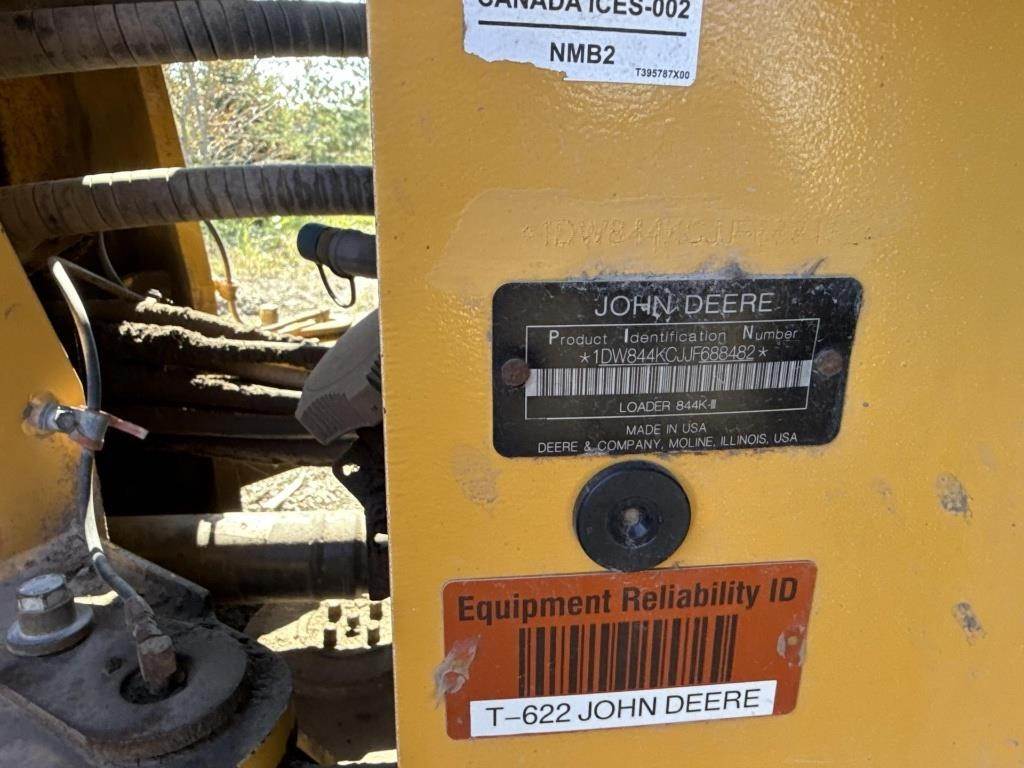 CANADA ICES-002
NMB2
T395787X00
JOHN DEERE
Product Identification Number
*1DW844KCJJF688482*
LOADER 844K-III
MADE IN USA
DEERE & COMPANY, MOLINE, ILLINOIS, USA
Equipment Reliability ID
T-622 JOHN DEERE